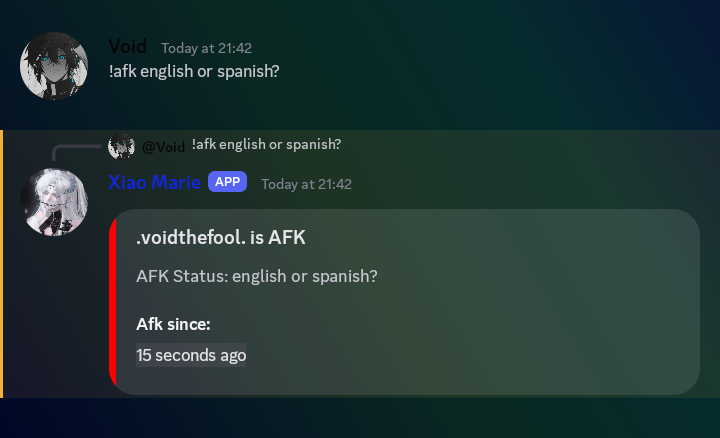 Void Today at 21:42
!afk english or spanish?
@Void !afk english or spanish?
Xiao Marie APP Today at 21:42
.voidthefool. is AFK
AFK Status: english or spanish?
Afk since:
15 seconds ago